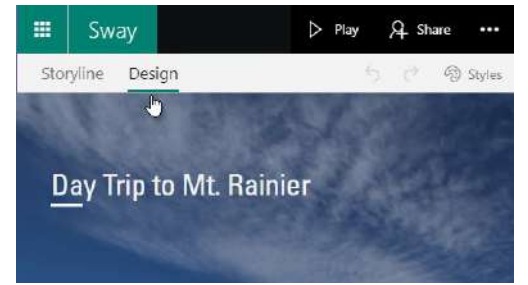 Sway Play Share
Storyline Design Styles
Day Trip to Mt. Rainier